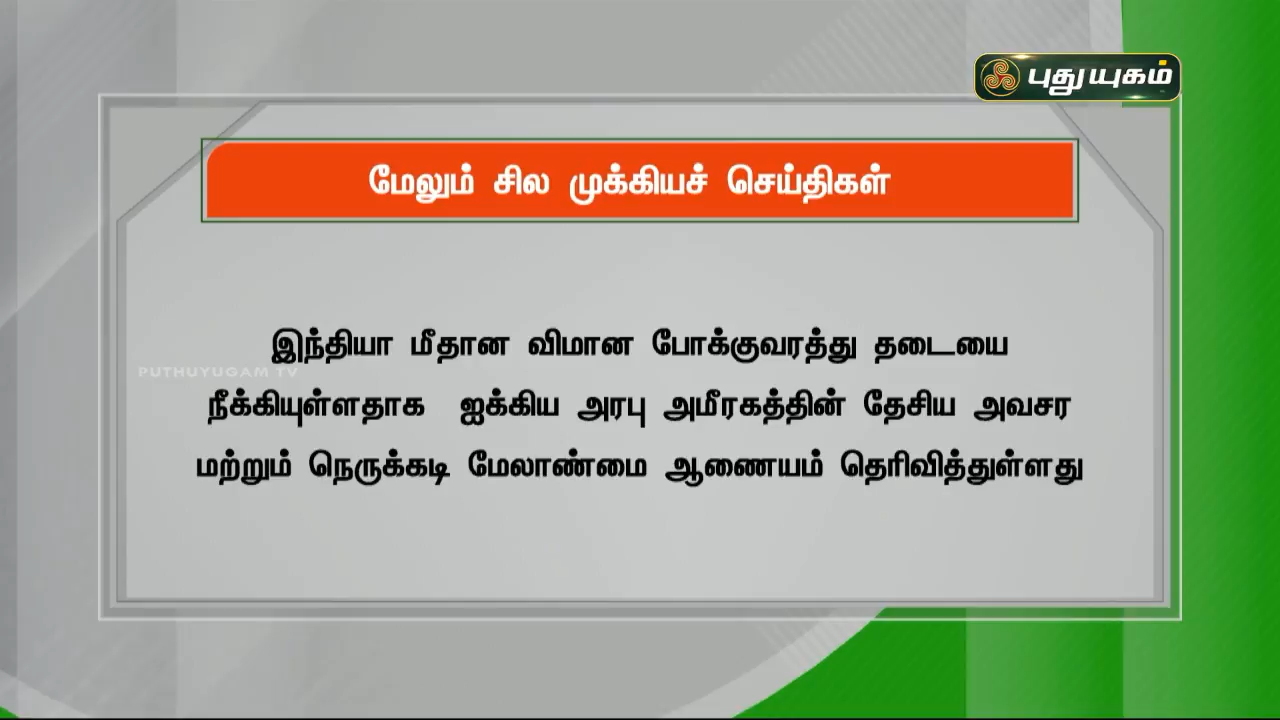 புதுயுகம்
மேலும் சில முக்கியச் செய்திகள்
இந்தியா மீதான விமான போக்குவரத்து தடையை
PUTHUYUGAM TV
நீக்கியுள்ளதாக ஐக்கிய அரபு அமீரகத்தின் தேசிய அவசர
மற்றும் நெருக்கடி மேலாண்மை ஆணையம் தெரிவித்துள்ளது